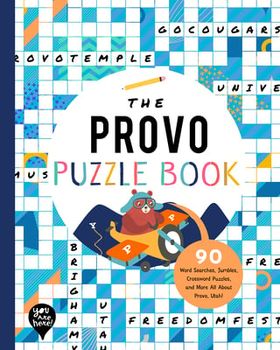 GOCOUGARS
ROVOTEMPLE
UNIVE
THE
PROVO
PUZZLE BOOK
MUS
FRE
P
A
P
90
Word Searches, Jumbles,
Crossword Puzzles,
and More All About
Provo, Utah!
BRIGHAMY
UTAH
FREEDOMFEST
you
are
here!